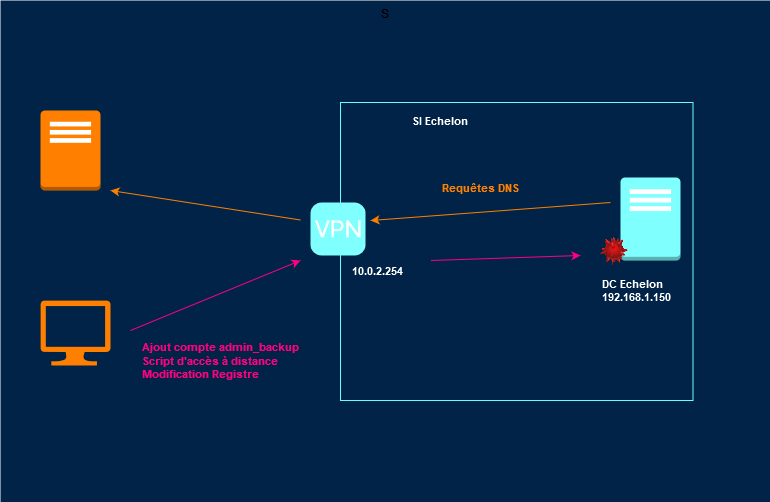 S
SI Echelon
Requêtes DNS
VPN
10.0.2.254
DC Echelon
192.168.1.150
Ajout compte admin_backup
Script d'accès à distance
Modification Registre